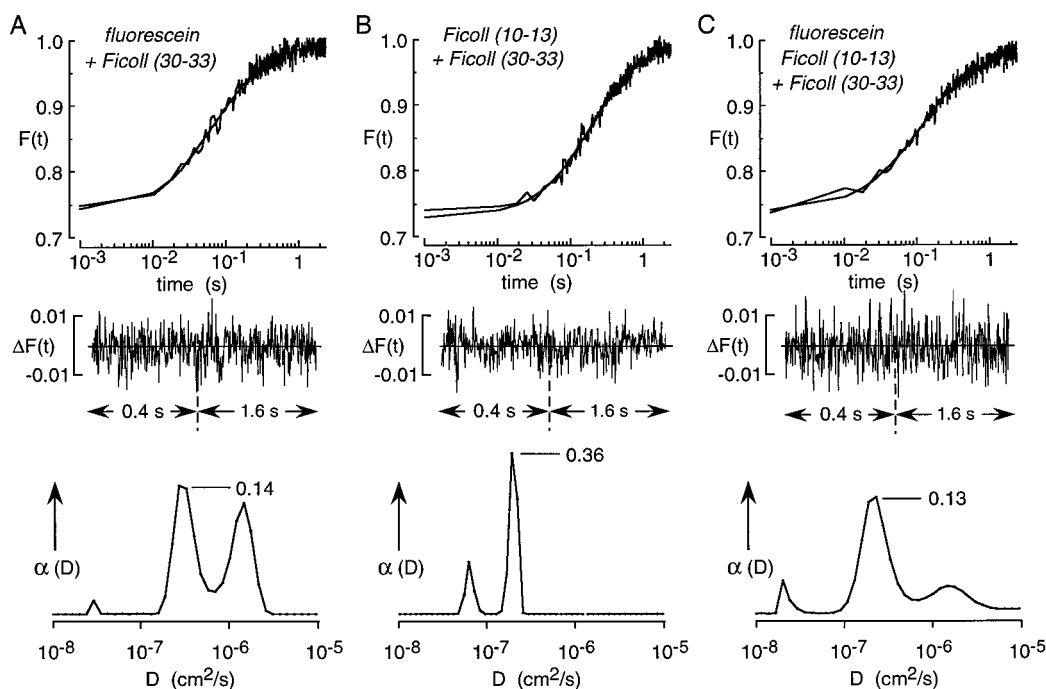 A
fluorescein
+ Ficoll (30-33)
1.0
0.9
F(t)
0.8
0.7
10-3 10-2 10-1 1
time (s)
0.01
ΔF(t)
-0.01
0.4 s 1.6 s
0.14
α (D)
10-8 10-7 10-6 10-5
D (cm2/s)
B
Ficoll (10-13)
+ Ficoll (30-33)
1.0
0.9
F(t)
0.8
0.7
10-3 10-2 10-1 1
time (s)
0.01
ΔF(t)
-0.01
0.4 s 1.6 s
0.36
α (D)
10-8 10-7 10-6 10-5
D (cm2/s)
C
fluorescein
Ficoll (10-13)
+ Ficoll (30-33)
1.0
0.9
F(t)
0.8
0.7
10-3 10-2 10-1 1
time (s)
0.01
ΔF(t)
-0.01
0.4 s 1.6 s
0.13
α (D)
10-8 10-7 10-6 10-5
D (cm2/s)